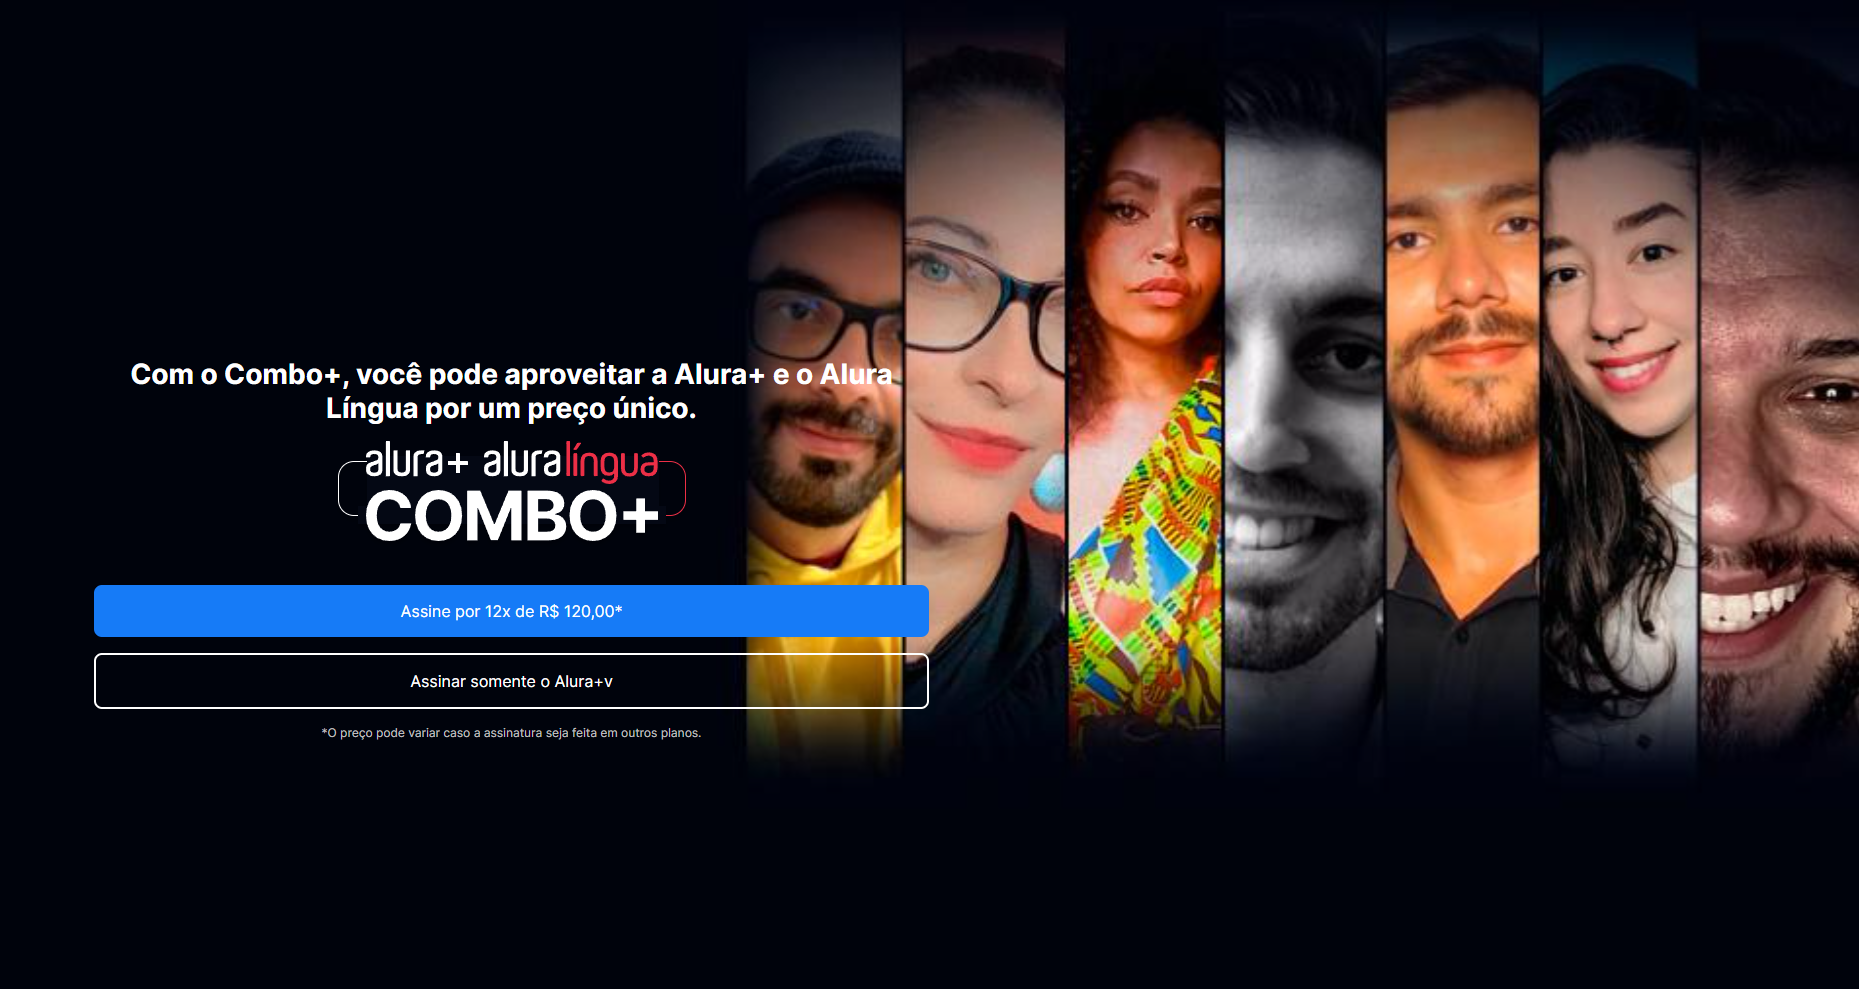 Com o Combo+, você pode aproveitar a Alura+ e o Alura
Língua por um preço único.
alura+ aluralíngua
COMBO+
Assine por 12x de R$ 120,00*
Assinar somente o Alura+v
*O preço pode variar caso a assinatura seja feita em outros planos.